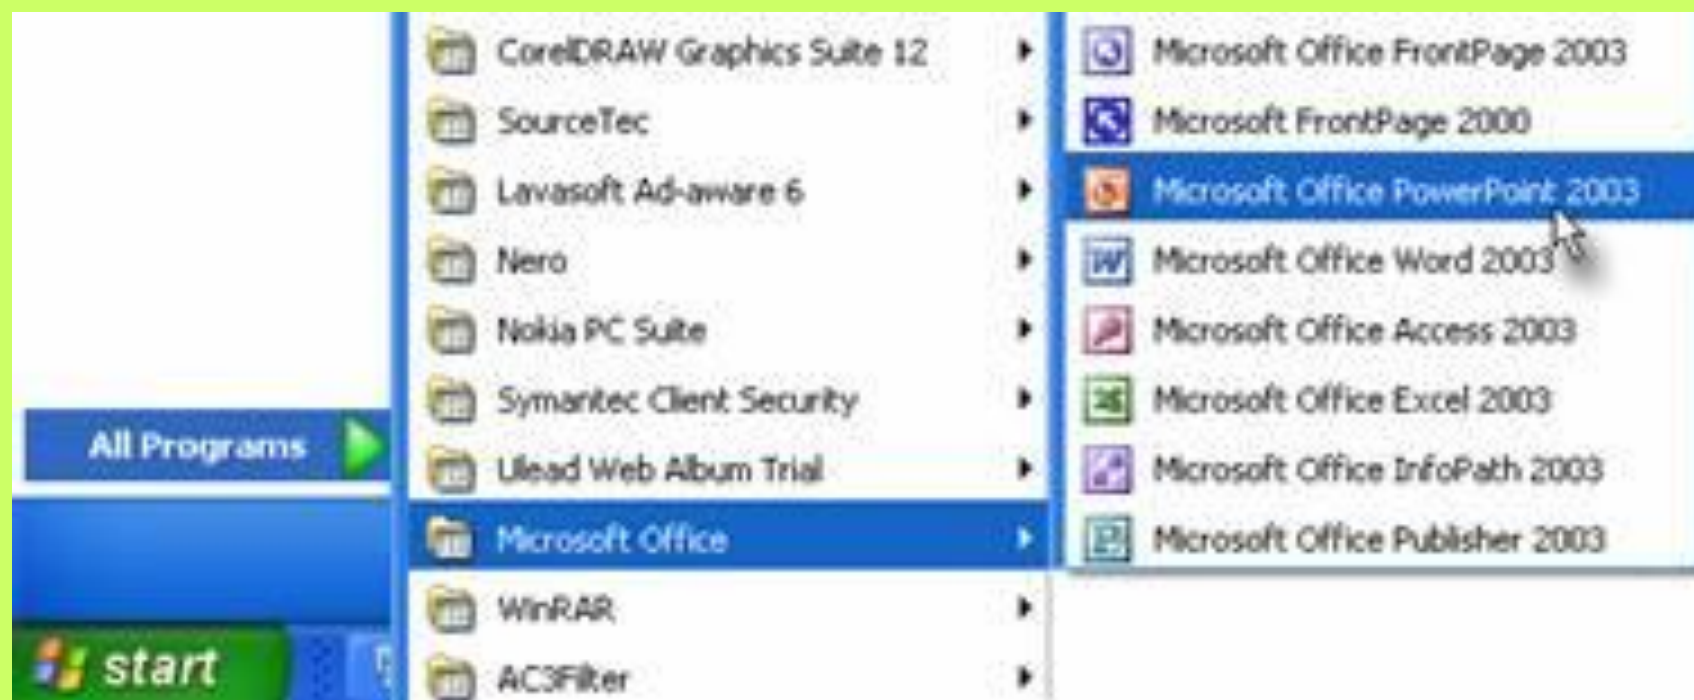 CorelDRAW Graphics Suite 12
SourceTec
Lavasoft Ad-aware 6
Nero
Nokia PC Suite
Symantec Client Security
Ulead Web Album Trial
Microsoft Office
WinRAR
AC3Filter
Microsoft Office FrontPage 2003
Microsoft FrontPage 2000
Microsoft Office PowerPoint 2003
Microsoft Office Word 2003
Microsoft Office Access 2003
Microsoft Office Excel 2003
Microsoft Office InfoPath 2003
Microsoft Office Publisher 2003
All Programs
start